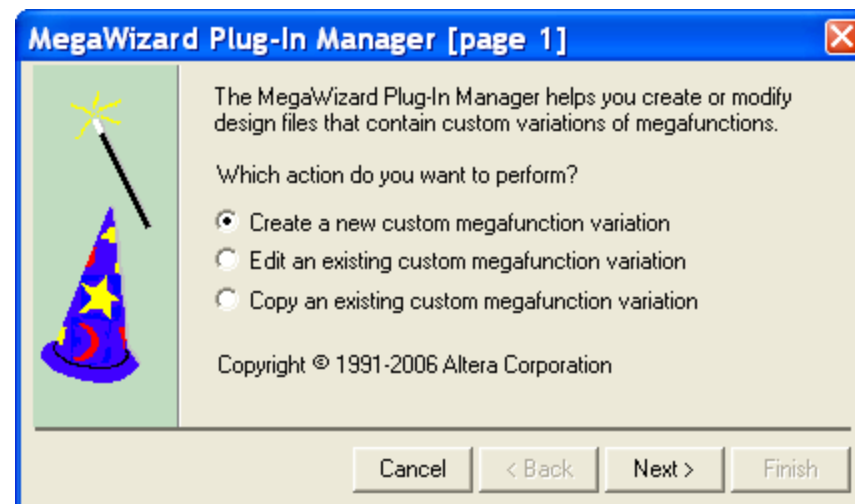 MegaWizard Plug-In Manager [page 1]
The MegaWizard Plug-In Manager helps you create or modify
design files that contain custom variations of megafunctions.
Which action do you want to perform?
Create a new custom megafunction variation
Edit an existing custom megafunction variation
Copy an existing custom megafunction variation
Copyright © 1991-2006 Altera Corporation
Cancel
< Back
Next >
Finish